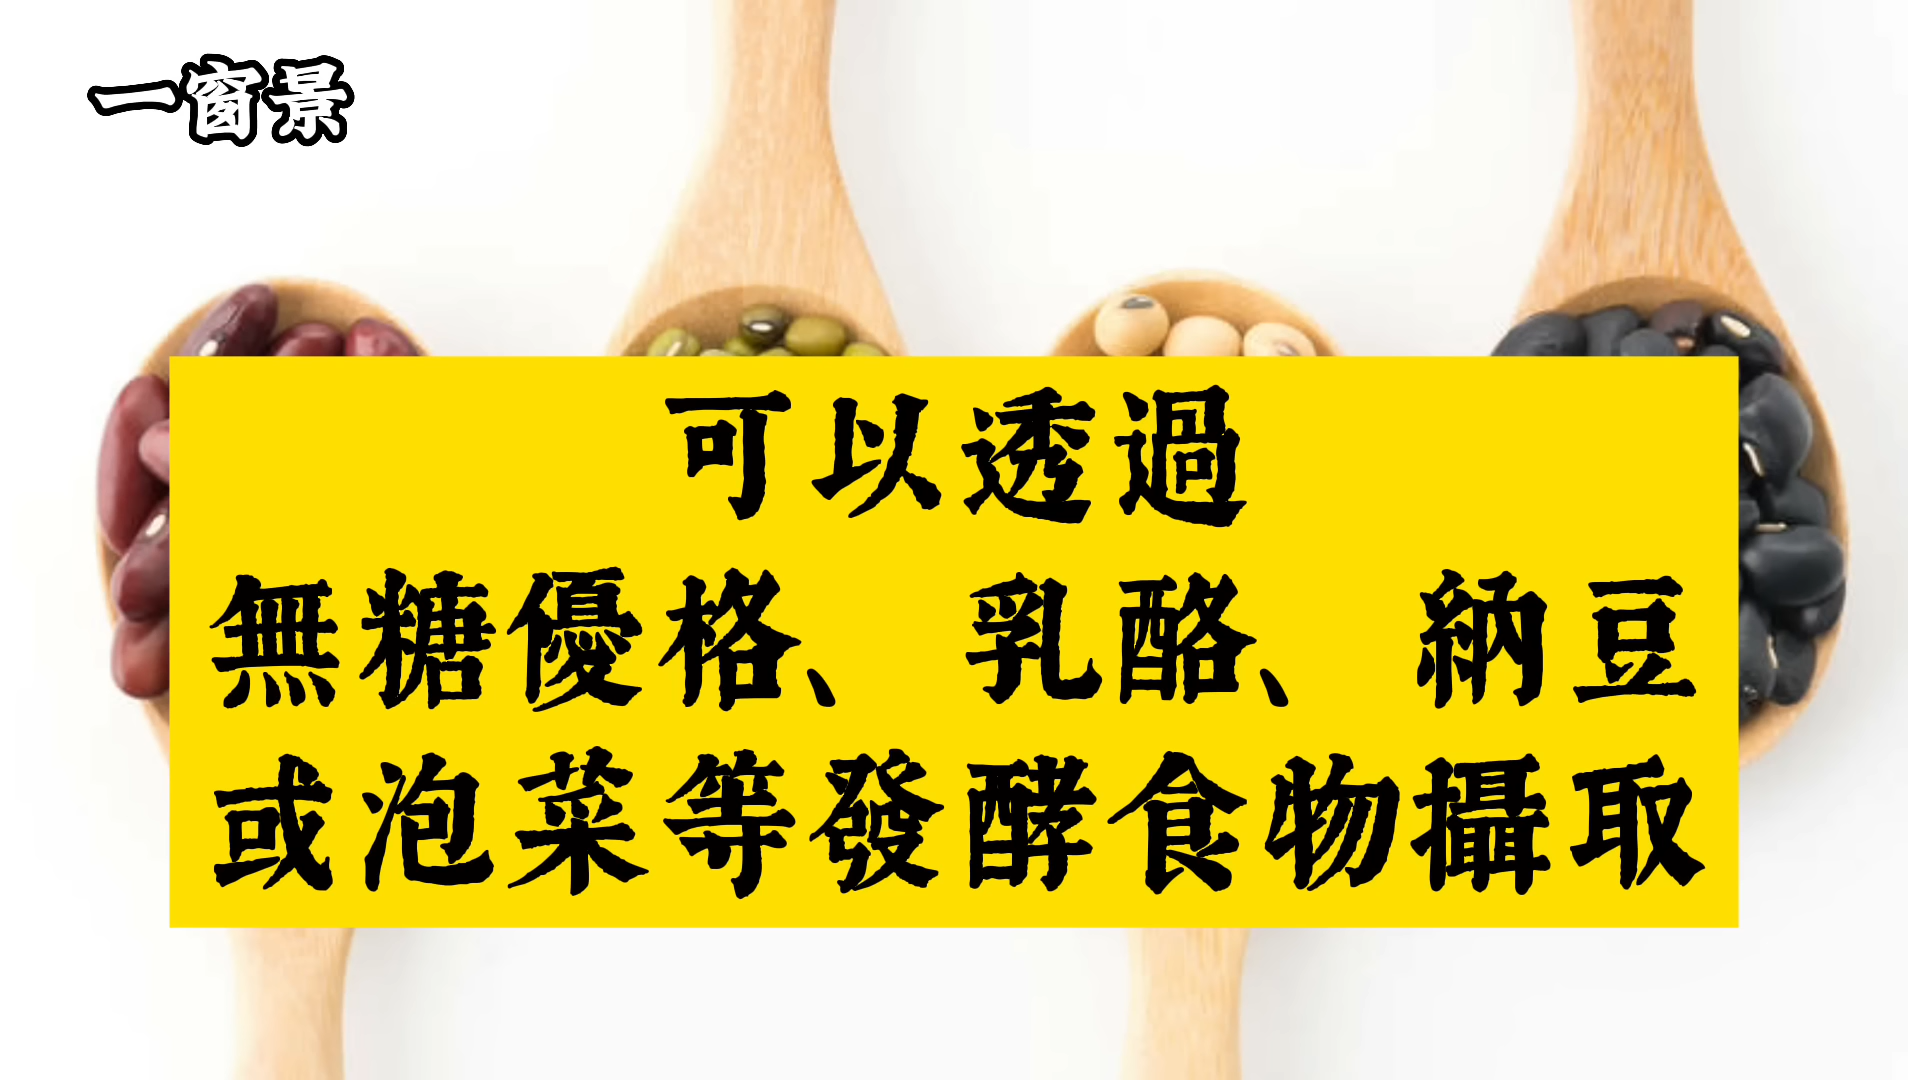 一窗景
可以透過
無糖優格、乳酪、納豆
或泡菜等發酵食物攝取